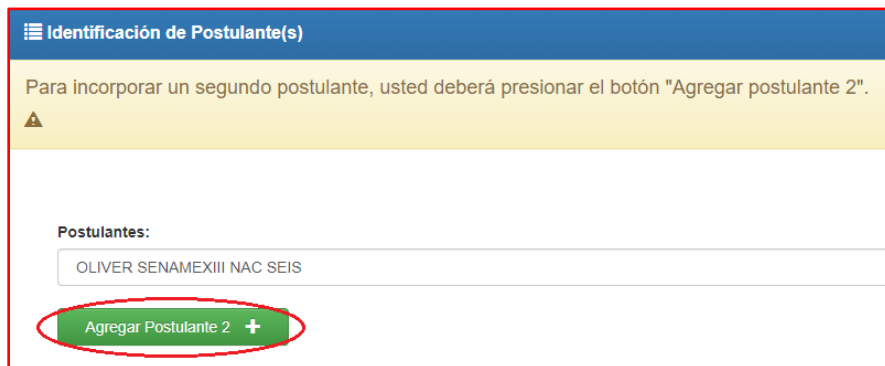 Identificación de Postulante(s)
Para incorporar un segundo postulante, usted deberá presionar el botón "Agregar postulante 2".
Postulantes:
OLIVER SENAMEXIII NAC SEIS
Agregar Postulante 2 +